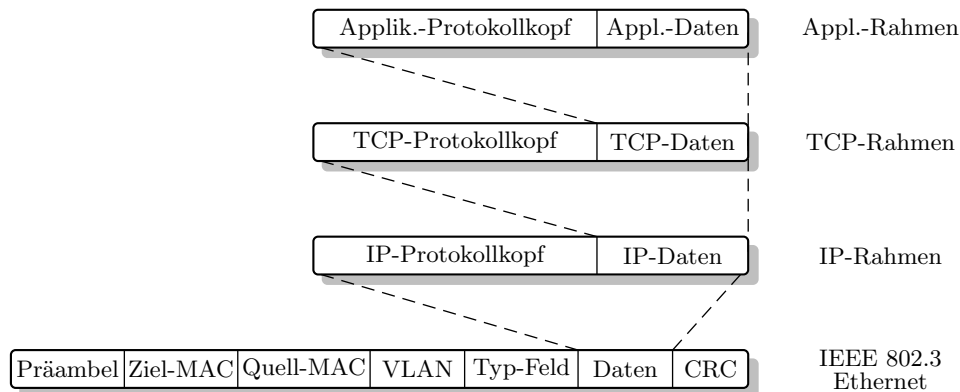 Applik.-Protokollkopf Appl.-Daten Appl.-Rahmen
TCP-Protokollkopf TCP-Daten TCP-Rahmen
IP-Protokollkopf IP-Daten IP-Rahmen
Präambel Ziel-MAC Quell-MAC VLAN Typ-Feld Daten CRC IEEE 802.3
Ethernet